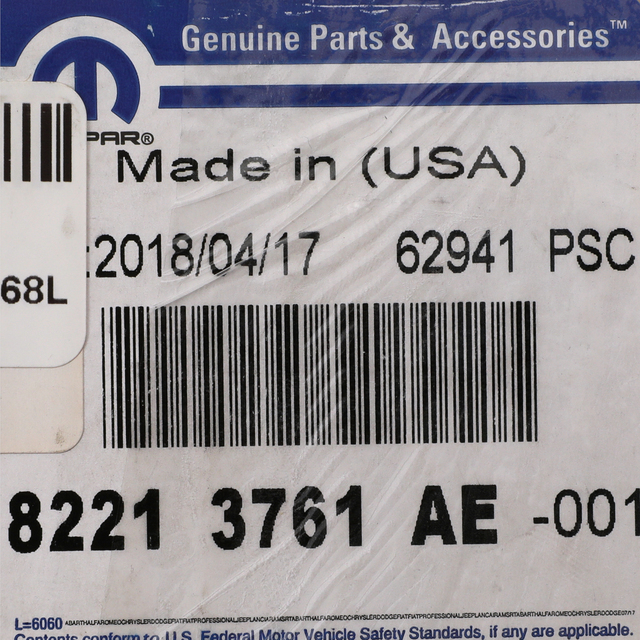 Genuine Parts & Accessories™
PAR®
Made in (USA)
:2018/04/17 62941 PSC
68L
8221 3761 AE -001
L=6060
Contents conform to U.S. Federal Motor Vehicle Safety Standards, if any are applicable.